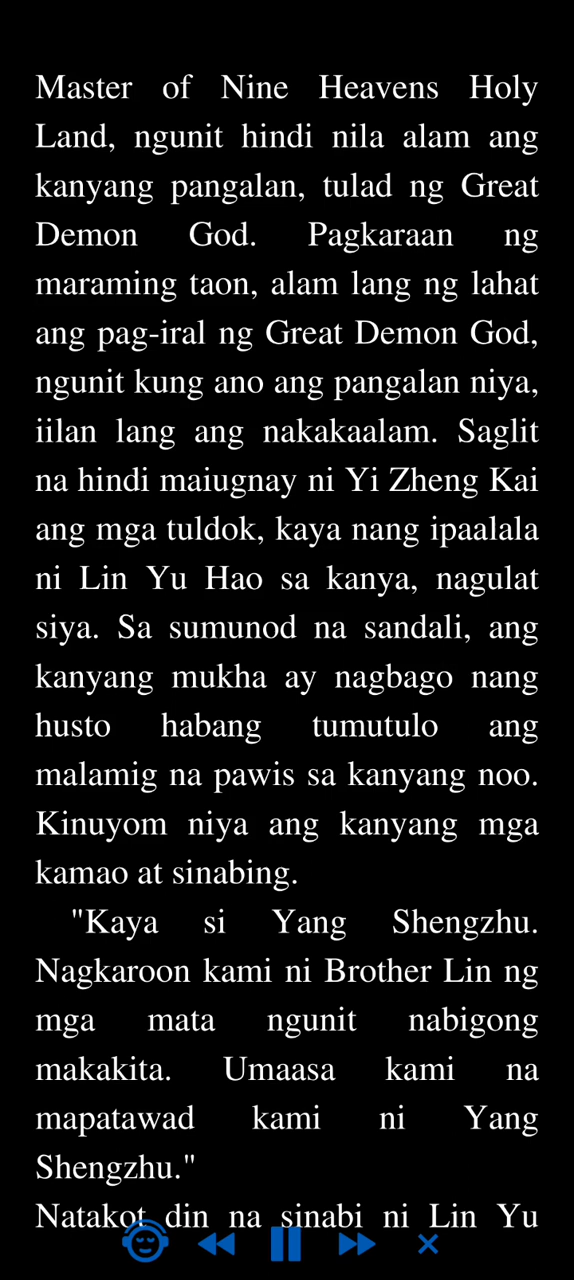 Master of Nine Heavens Holy
Land, ngunit hindi nila alam ang
kanyang pangalan, tulad ng Great
Demon God. Pagkaraan ng
maraming taon, alam lang ng lahat
ang pag-iral ng Great Demon God,
ngunit kung ano ang pangalan niya,
iilan lang ang nakakaalam. Saglit
na hindi maiugnay ni Yi Zheng Kai
ang mga tuldok, kaya nang ipaalala
ni Lin Yu Hao sa kanya, nagulat
siya. Sa sumunod na sandali, ang
kanyang mukha ay nagbago nang
husto habang tumutulo ang
malamig na pawis sa kanyang noo.
Kinuyom niya ang kanyang mga
kamao at sinabing.
"Kaya si Yang Shengzhu.
Nagkaroon kami ni Brother Lin ng
mga mata ngunit nabigong
makakita. Umaasa kami na
mapatawad kami ni Yang
Shengzhu."
Natakot din na sinabi ni Lin Yu